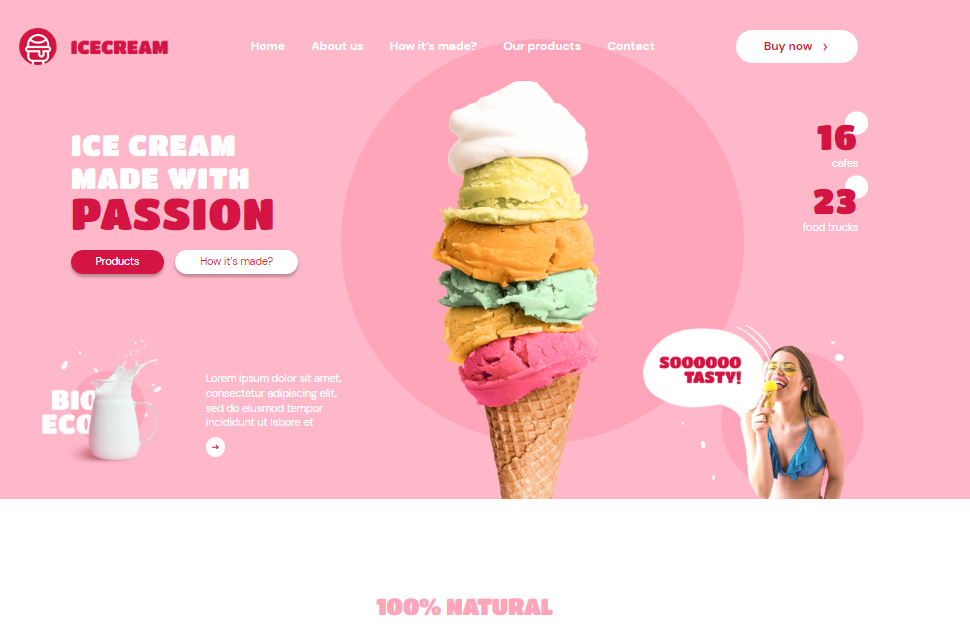 ICECREAM
Home About us How it's made? Our products Contact
Buy now
ICE CREAM
MADE WITH
PASSION
Products How it's made?
16
cafes
23
food trucks
BIO
ECO
Lorem ipsum dolor sit amet,
consectetur adipiscing elit,
sed do eiusmod tempor
incididunt ut labore et
SOOOOOO
TASTY!
100% NATURAL